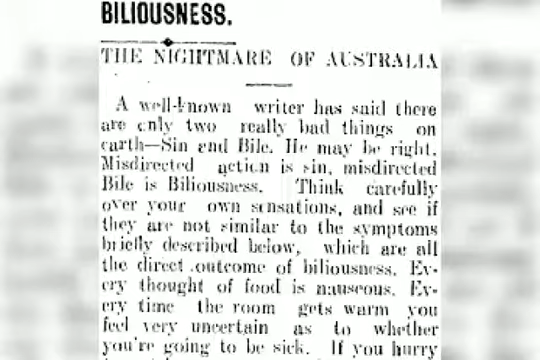 BILIOUSNESS.
THE NIGHTMARE OF AUSTRALIA
A well-known writer has said there
are only two really bad things on
earth—Sin and Bile. He may be right.
Misdirected action is sin, misdirected
Bile is Biliousness. Think carefully
over your own sensations, and see if
they are not similar to the symptoms
briefly described below, which are all
the direct outcome of biliousness. Ev-
ery thought of food is nauseous. Ev-
ery time the room gets warm you
feel very uncertain as to whether
you're going to be sick. If you hurry